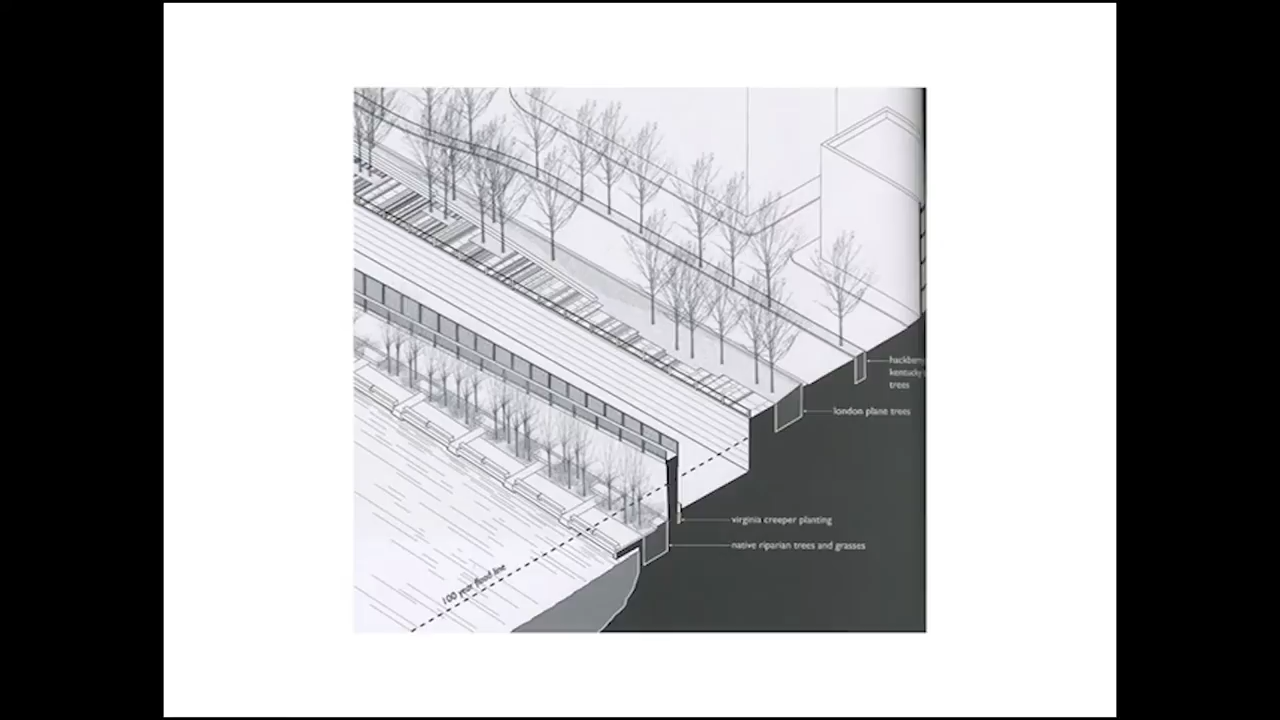 hackberry
kentucky
trees
london plane trees
virginia creeper planting
native riparian trees and grasses
100 year flood line